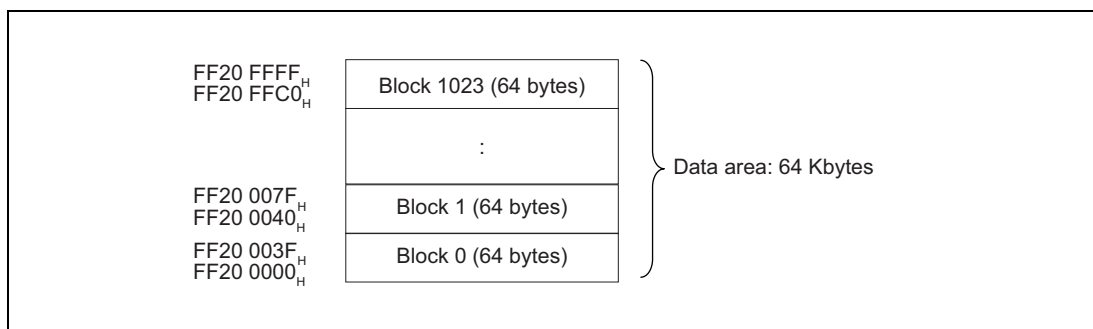 FF20 FFFFH
FF20 FFC0H
Block 1023 (64 bytes)
:
Data area: 64 Kbytes
FF20 007FH
FF20 0040H
Block 1 (64 bytes)
FF20 003FH
FF20 0000H
Block 0 (64 bytes)